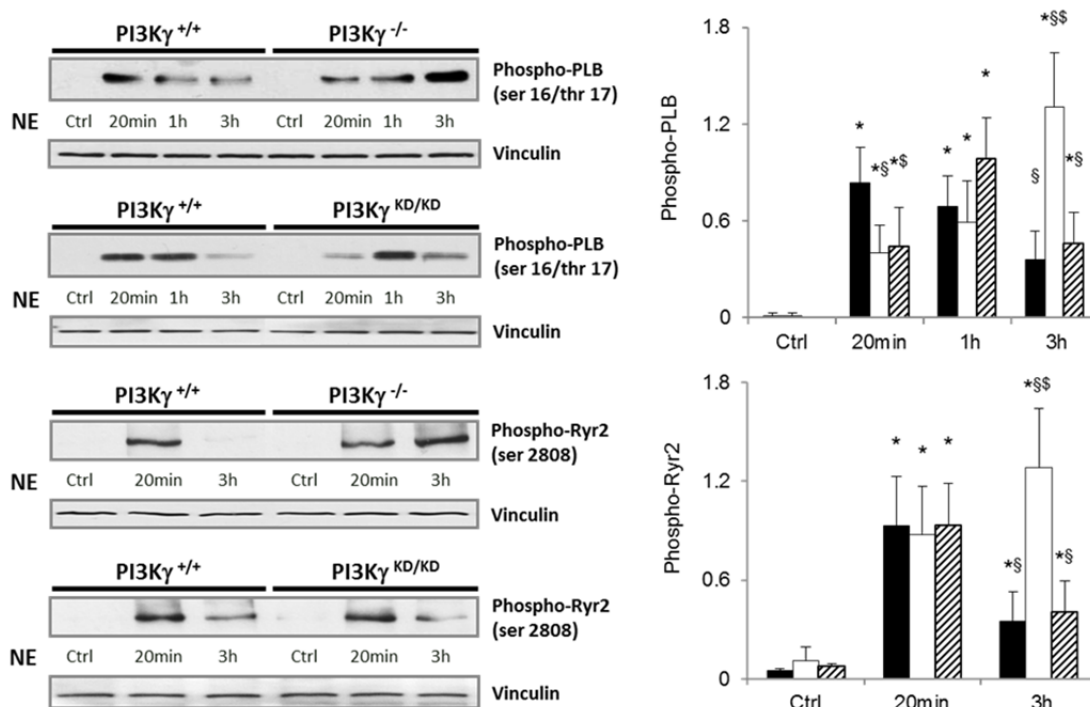 PI3Kγ +/+ PI3Kγ -/-
Phospho-PLB
(ser 16/thr 17)
NE Ctrl 20min 1h 3h Ctrl 20min 1h 3h
Vinculin
PI3Kγ +/+ PI3Kγ KD/KD
Phospho-PLB
(ser 16/thr 17)
NE Ctrl 20min 1h 3h Ctrl 20min 1h 3h
Vinculin
PI3Kγ +/+ PI3Kγ -/-
Phospho-Ryr2
(ser 2808)
NE Ctrl 20min 3h Ctrl 20min 3h
Vinculin
PI3Kγ +/+ PI3Kγ KD/KD
Phospho-Ryr2
(ser 2808)
NE Ctrl 20min 3h Ctrl 20min 3h
Vinculin
Phospho-PLB
1.8
1.2
0.6
0
* *§ *$ * * * § *§$ *§
Ctrl 20min 1h 3h
Phospho-Ryr2
1.8
1.2
0.6
0
* * * *§ *§$ *§
Ctrl 20min 3h